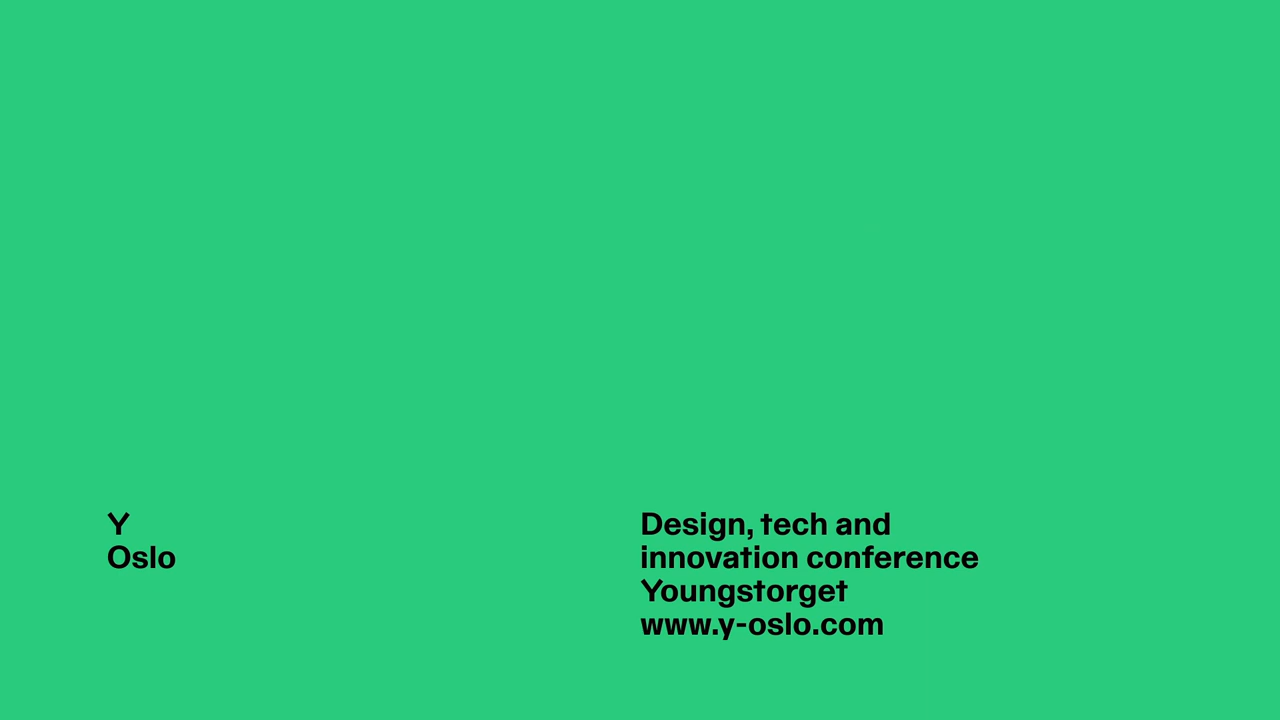 Y
Oslo
Design, tech and
innovation conference
Youngstorget
www.y-oslo.com